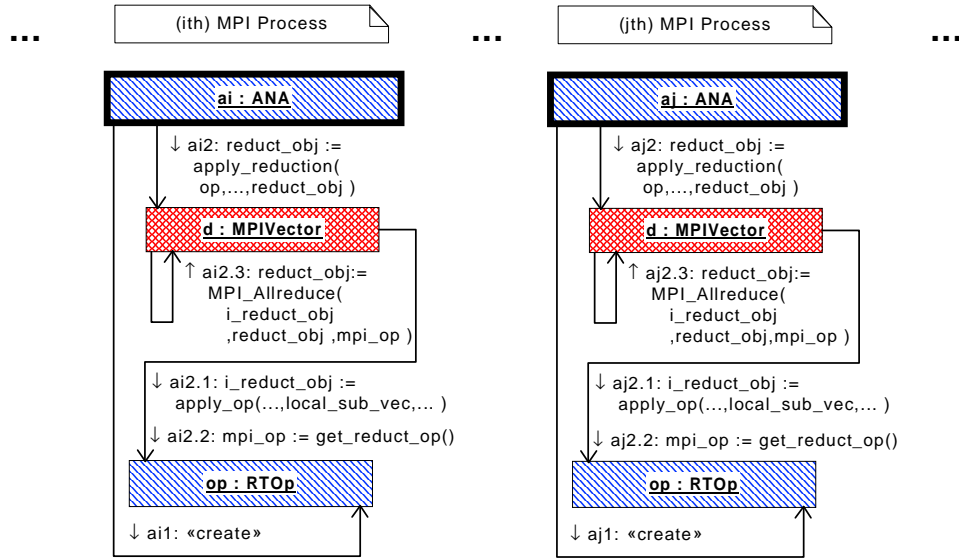 ... (ith) MPI Process ... (jth) MPI Process ...
ai : ANA
↓ ai2: reduct_obj :=
apply_reduction(
op,...,reduct_obj )
d : MPIVector
↑ ai2.3: reduct_obj:=
MPI_Allreduce(
i_reduct_obj
,reduct_obj ,mpi_op )
↓ ai2.1: i_reduct_obj :=
apply_op(...,local_sub_vec,... )
↓ ai2.2: mpi_op := get_reduct_op()
op : RTOp
↓ ai1: «create»
aj : ANA
↓ aj2: reduct_obj :=
apply_reduction(
op,...,reduct_obj )
d : MPIVector
↑ aj2.3: reduct_obj:=
MPI_Allreduce(
i_reduct_obj
,reduct_obj,mpi_op )
↓ aj2.1: i_reduct_obj :=
apply_op(...,local_sub_vec,... )
↓ aj2.2: mpi_op := get_reduct_op()
op : RTOp
↓ aj1: «create»